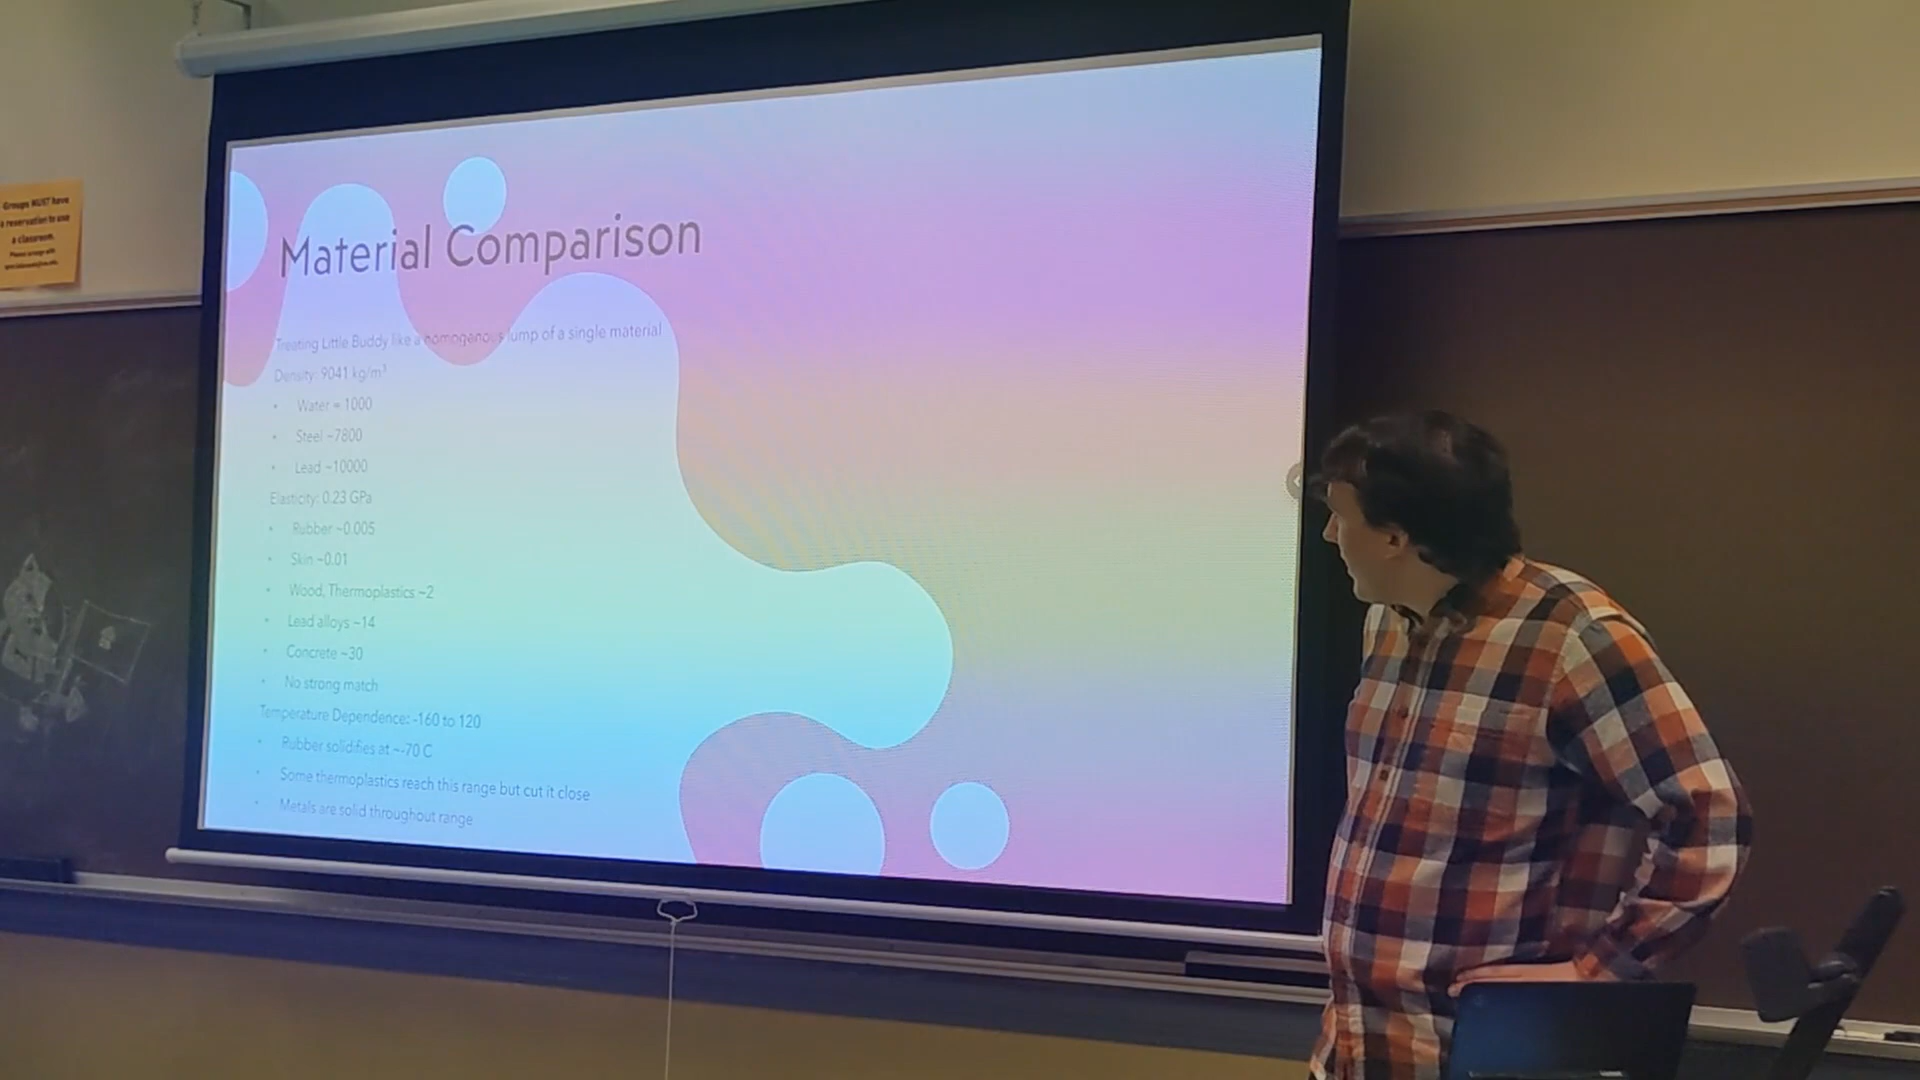 Groups MUST have
a reservation to use
a classroom.
Material Comparison
Treating Little Buddy like a homogenous lump of a single material
Density: 9041 kg/m³
• Water = 1000
• Steel ~7800
• Lead ~10000
Elasticity: 0.23 GPa
• Rubber ~0.005
• Skin ~0.01
• Wood, Thermoplastics ~2
• Lead alloys ~14
• Concrete ~30
• No strong match
Temperature Dependence: -160 to 120
• Rubber solidifies at ~-70 C
• Some thermoplastics reach this range but cut it close
• Metals are solid throughout range